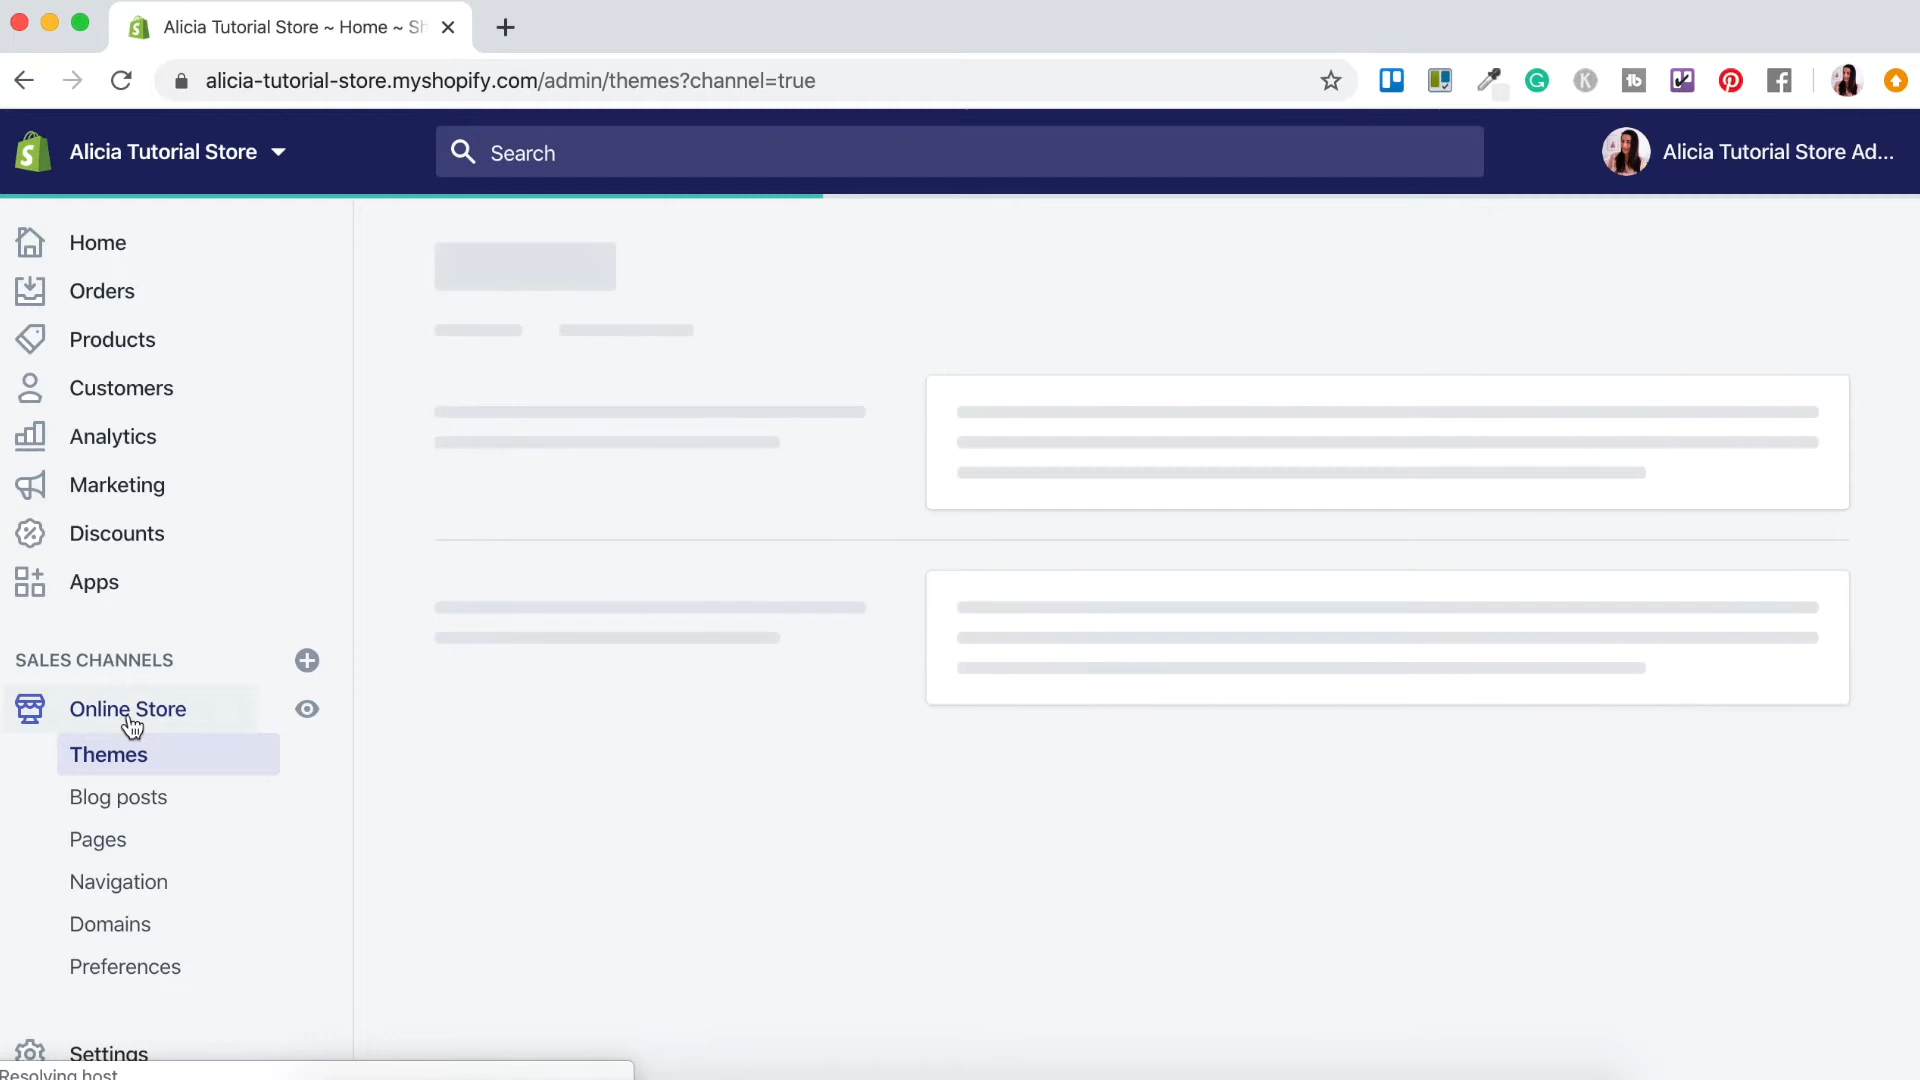 Alicia Tutorial Store ~ Home ~ Sh
alicia-tutorial-store.myshopify.com/admin/themes?channel=true
Alicia Tutorial Store
Search
Alicia Tutorial Store Ad...
Home
Orders
Products
Customers
Analytics
Marketing
Discounts
Apps
SALES CHANNELS
Online Store
Themes
Blog posts
Pages
Navigation
Domains
Preferences
Settings
Resolving host